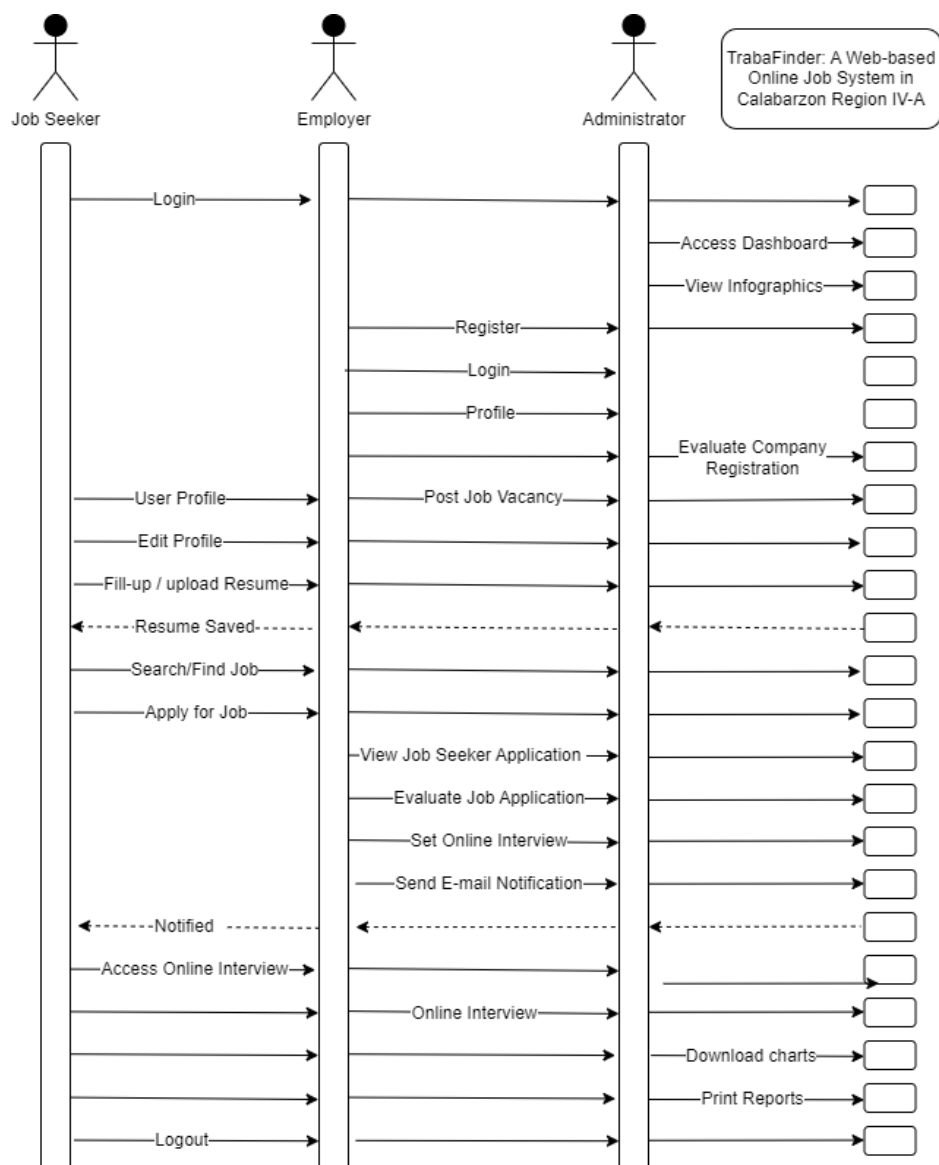 TrabaFinder: A Web-based
Online Job System in
Calabarzon Region IV-A
Job Seeker
Employer
Administrator
Login
Access Dashboard
View Infographics
Register
Login
Profile
Evaluate Company
Registration
User Profile
Post Job Vacancy
Edit Profile
Fill-up / upload Resume
Resume Saved
Search/Find Job
Apply for Job
View Job Seeker Application
Evaluate Job Application
Set Online Interview
Send E-mail Notification
Notified
Access Online Interview
Online Interview
Download charts
Print Reports
Logout